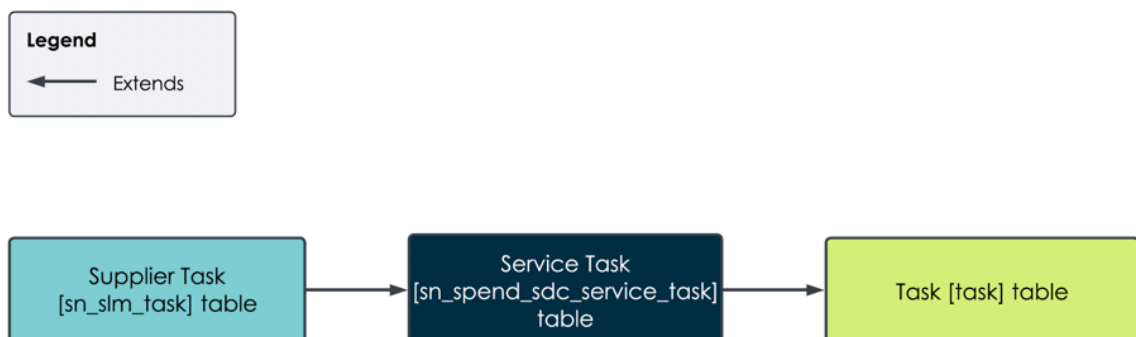 Legend
Extends
Supplier Task
[sn_slm_task] table
Service Task
[sn_spend_sdc_service_task]
table
Task [task] table